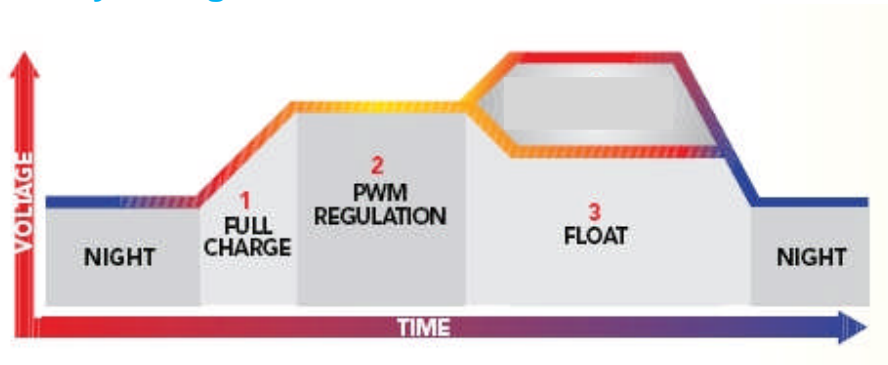 VOLTAGE
NIGHT
1
FULL
CHARGE
2
PWM
REGULATION
3
FLOAT
NIGHT
TIME